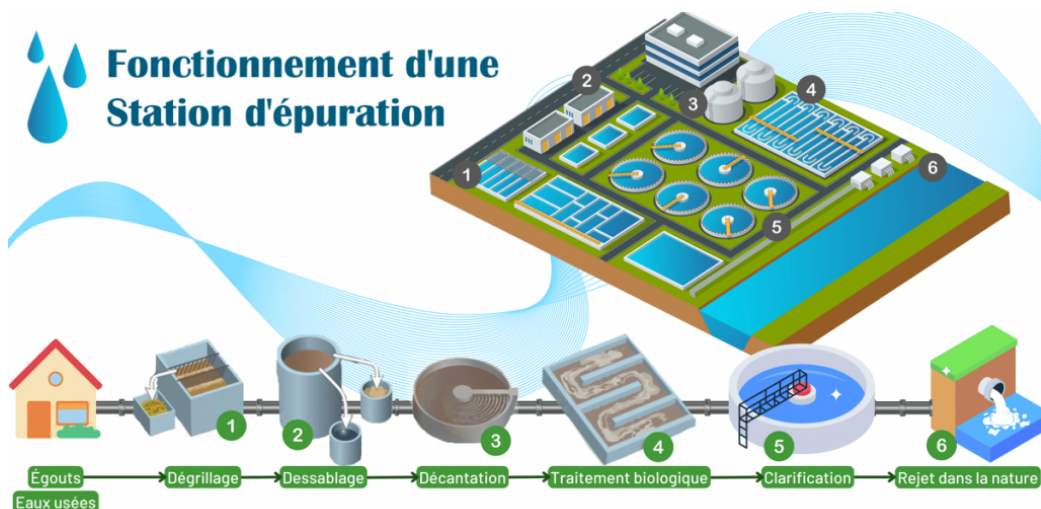 Fonctionnement d'une
Station d'épuration
1
2
3
4
5
6
1
2
3
4
5
6
Égouts
Eaux usées
Dégrillage
Dessablage
Décantation
Traitement biologique
Clarification
Rejet dans la nature